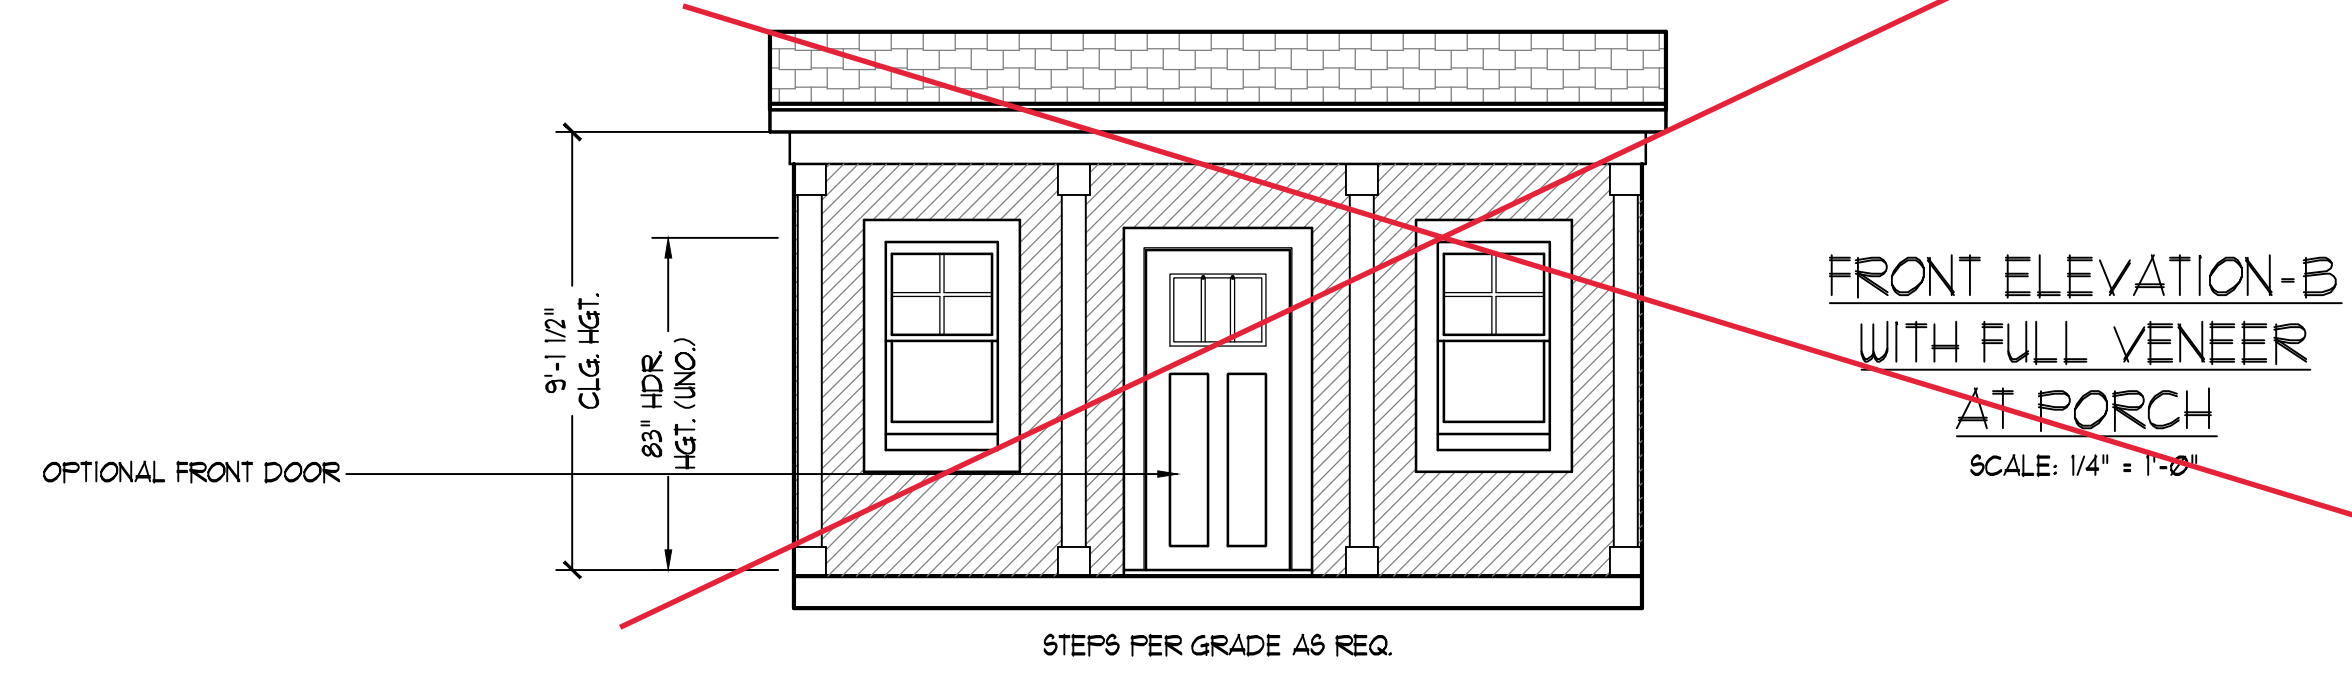 9'-1 1/2"
CLG. HGT.
83" HDR.
HGT. (UNO.)
OPTIONAL FRONT DOOR
STEPS PER GRADE AS REQ.
FRONT ELEVATION-B
WITH FULL VENEER
AT PORCH
SCALE: 1/4" = 1'-0"